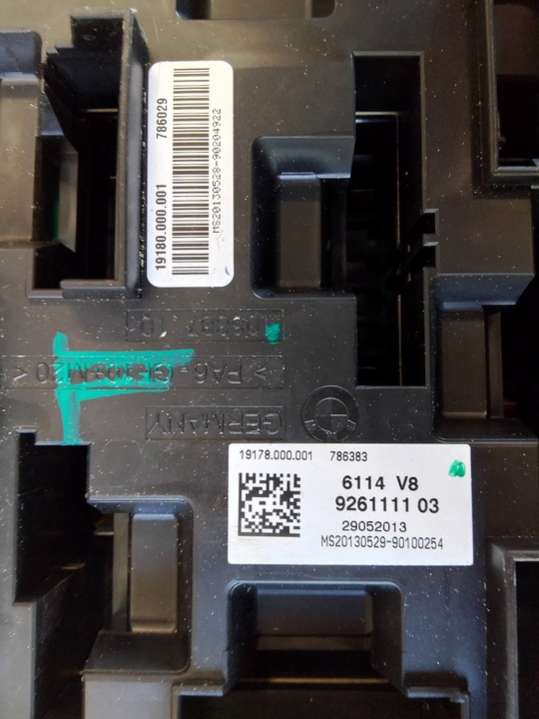 786029
19180.000.001
MS20130528-90204922
GERMANY
19178.000.001 786383
6114 V8
9261111 03
29052013
MS20130529-90100254